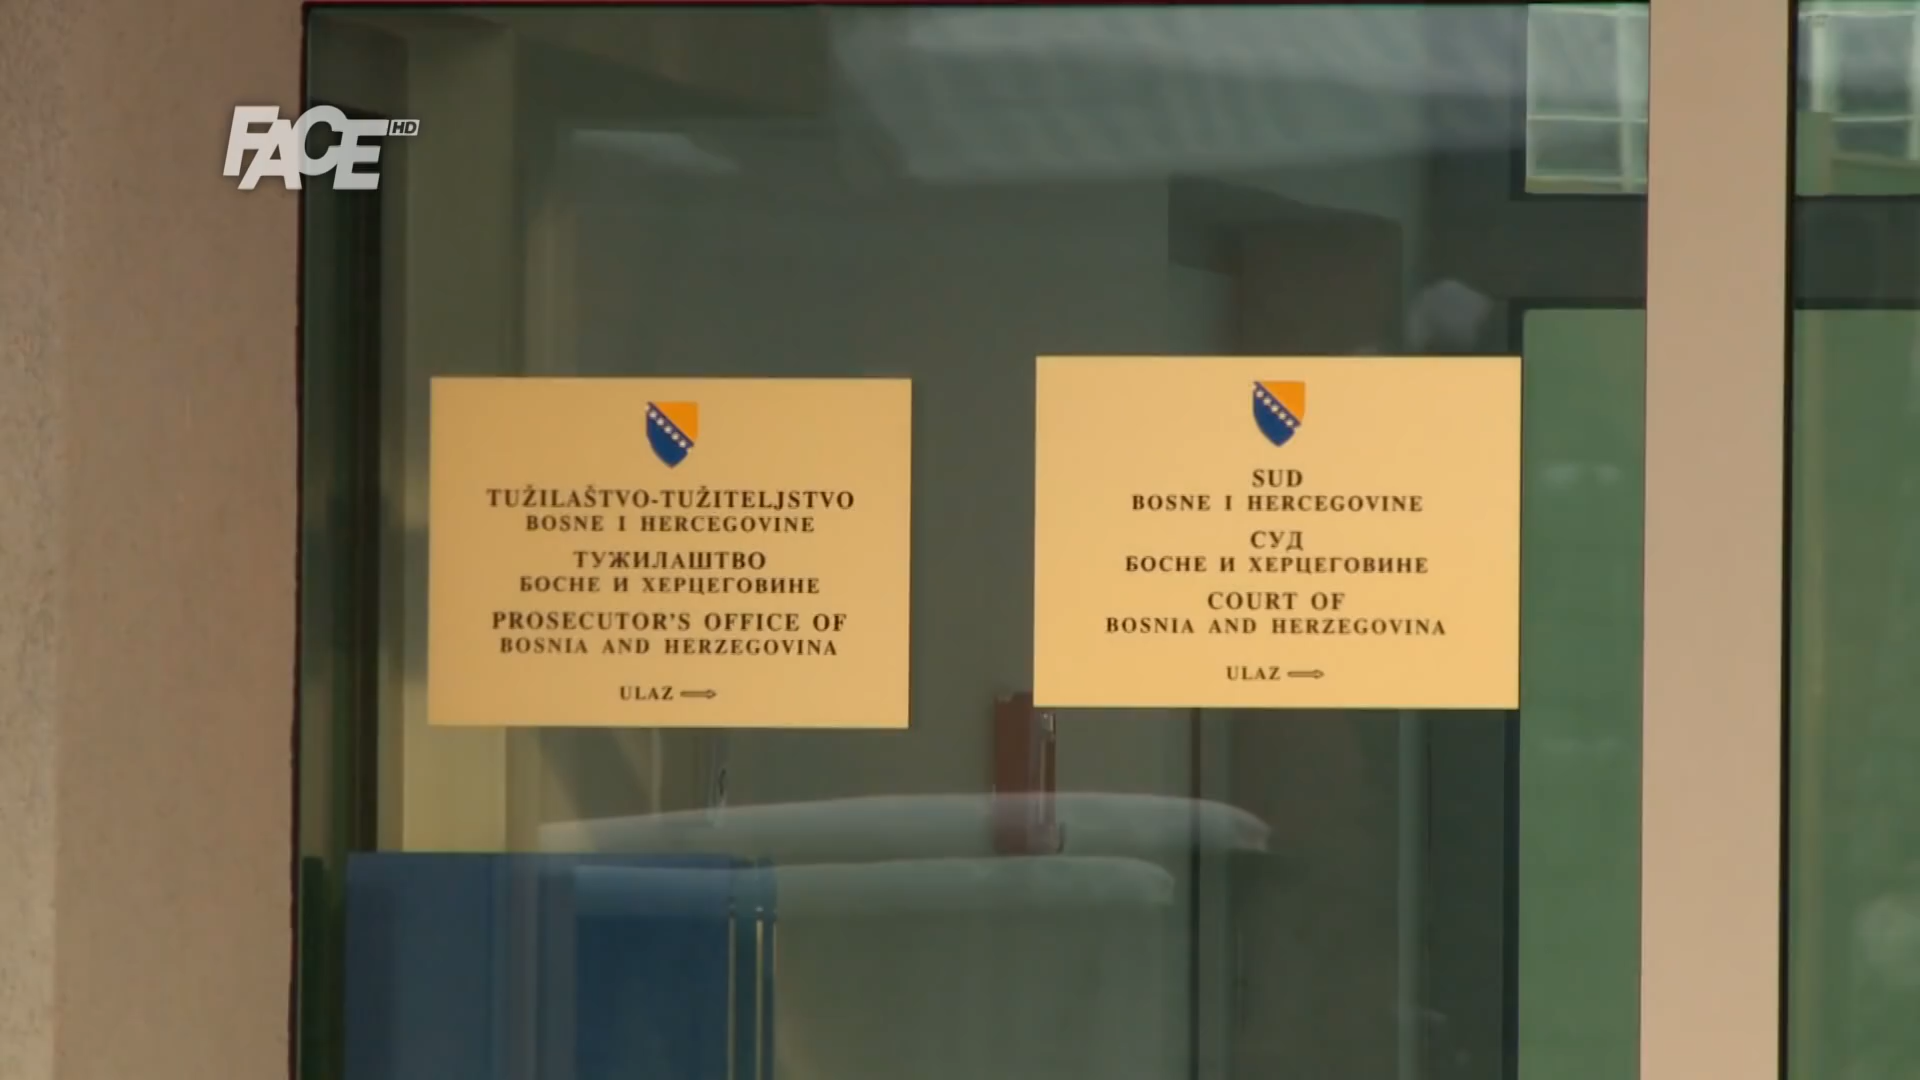 FACE HD
TUŽILAŠTVO-TUŽITELJSTVO
BOSNE I HERCEGOVINE
ТУЖИЛАШТВО
БОСНЕ И ХЕРЦЕГОВИНЕ
PROSECUTOR'S OFFICE OF
BOSNIA AND HERZEGOVINA
ULAZ
SUD
BOSNE I HERCEGOVINE
СУД
БОСНЕ И ХЕРЦЕГОВИНЕ
COURT OF
BOSNIA AND HERZEGOVINA
ULAZ